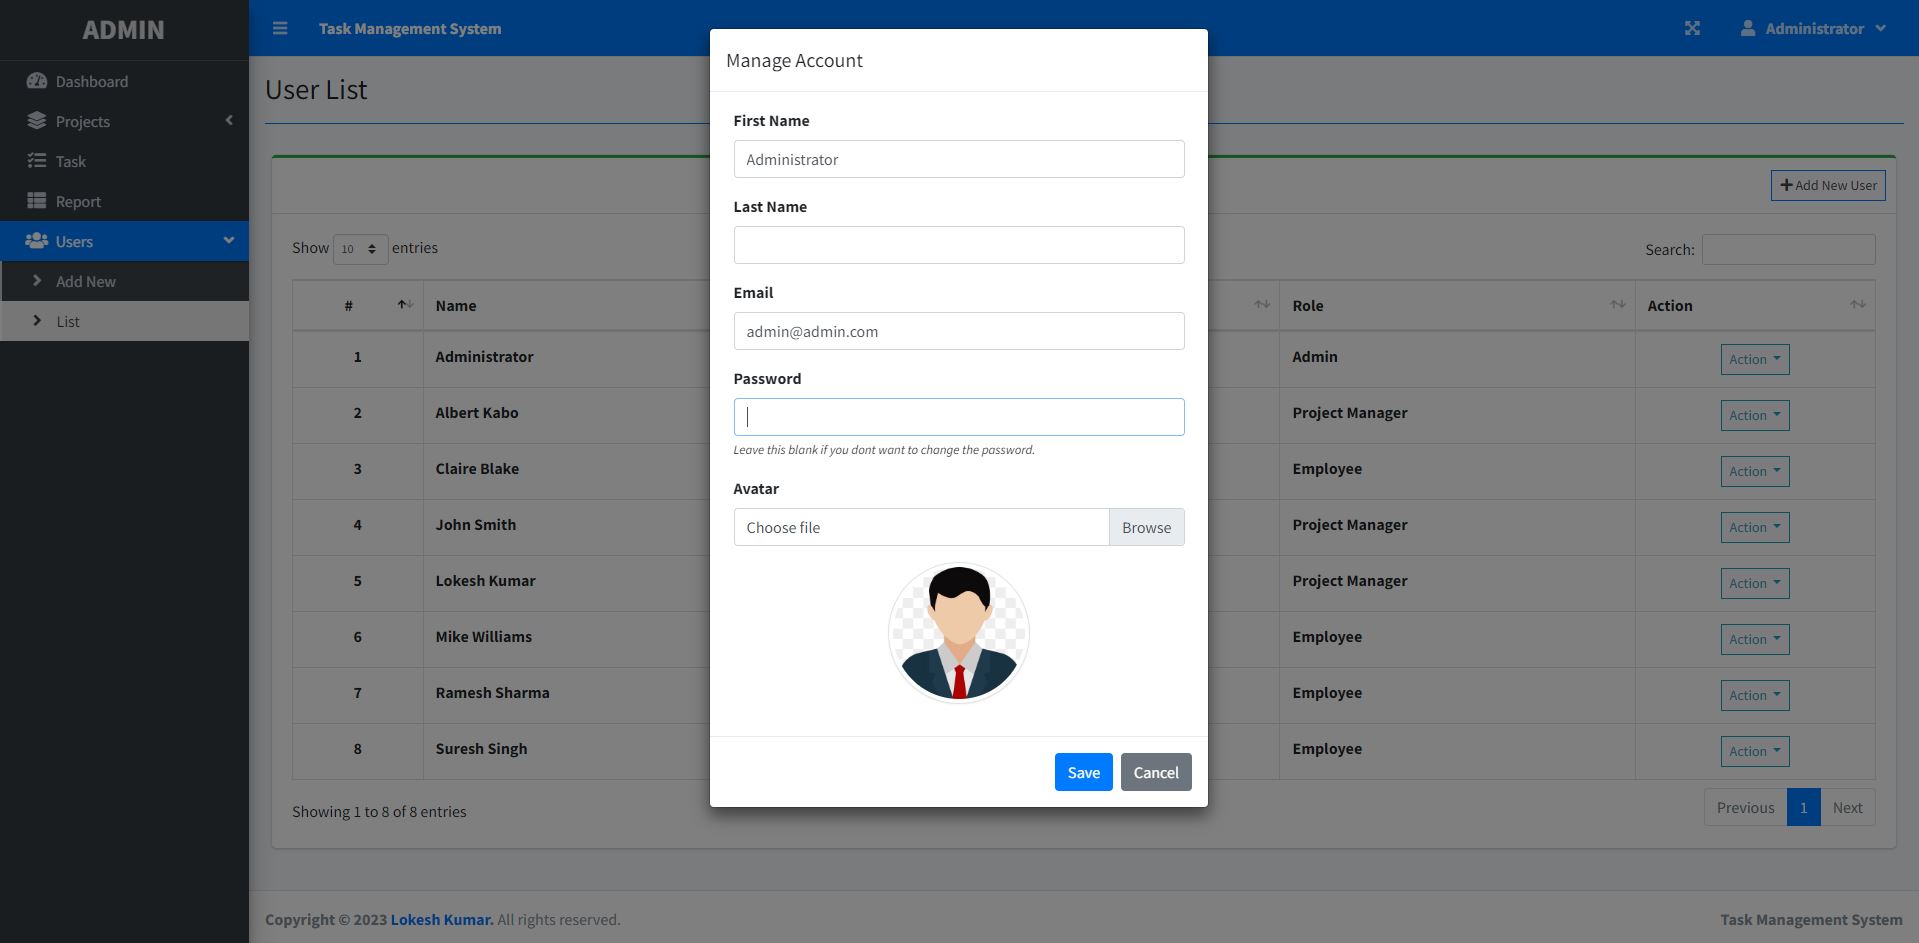 ADMIN
Dashboard
Projects
Task
Report
Users
Add New
List
Task Management System
Administrator
User List
Add New User
Show 10 entries
Search:
# Name Role Action
1 Administrator Admin Action
2 Albert Kabo Project Manager Action
3 Claire Blake Employee Action
4 John Smith Project Manager Action
5 Lokesh Kumar Project Manager Action
6 Mike Williams Employee Action
7 Ramesh Sharma Employee Action
8 Suresh Singh Employee Action
Showing 1 to 8 of 8 entries
Previous 1 Next
Copyright © 2023 Lokesh Kumar. All rights reserved.
Task Management System
Manage Account
First Name
Administrator
Last Name
Email
admin@admin.com
Password
Leave this blank if you dont want to change the password.
Avatar
Choose file Browse
Save Cancel